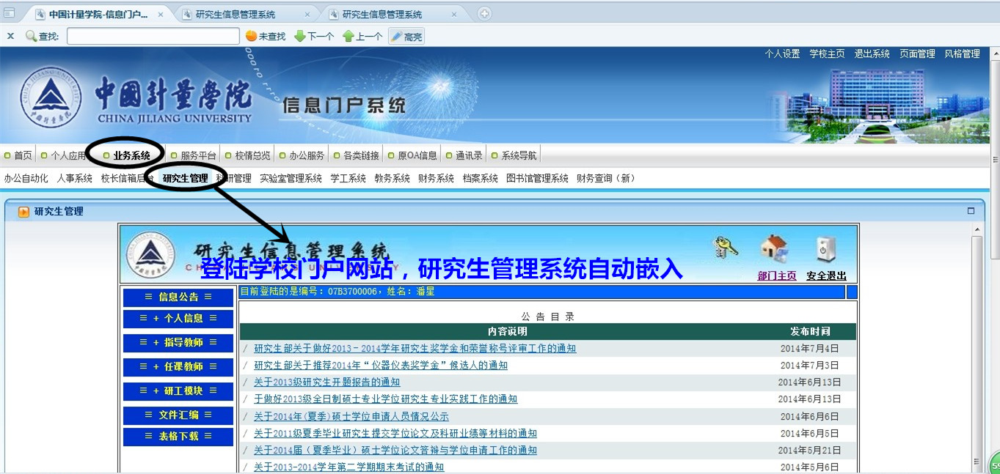 中国计量学院-信息门户... × 研究生信息管理系统 × 研究生信息管理系统 ×
x 查找: 未查找 下一个 上一个 高亮
个人设置 学校主页 退出系统 页面管理 风格管理
中國計量學院 信息门户系统
CHINA JILIANG UNIVERSITY
首页 个人应用 业务系统 服务平台 校情总览 办公服务 各类链接 原OA信息 通讯录 系统导航
办公自动化 人事系统 校长信箱后台 研究生管理 科研管理 实验室管理系统 学工系统 教务系统 财务系统 档案系统 图书馆管理系统 财务查询（新）
研究生管理
研究生信息管理系统
登陆学校门户网站，研究生管理系统自动嵌入
部门主页 安全退出
目前登陆的是编号：07B3700006，姓名：潘星
三 信息公告 三
三 + 个人信息 三
三 + 指导教师 三
三 + 任课教师 三
三 + 研工模块 三
三 文件汇编 三
三 表格下载 三
公 告 目 录
内容说明 发布时间
/ 研究生部关于做好2013－2014学年研究生奖学金和荣誉称号评审工作的通知 2014年7月4日
/ 研究生部关于推荐2014年“仪器仪表奖学金”候选人的通知 2014年7月3日
/ 关于2013级研究生开题报告的通知 2014年6月13日
/ 于做好2013级全日制硕士专业学位研究生专业实践工作的通知 2014年6月13日
/ 关于2014年(夏季)硕士学位申请人员情况公示 2014年6月6日
/ 关于2011级夏季毕业研究生提交学位论文及科研业绩等材料的通知 2014年6月5日
/ 关于2014届（夏季毕业）硕士学位论文答辩与学位申请工作的通知 2014年5月21日
/ 关于2013-2014学年第二学期期末考试的通知 2014年5月6日